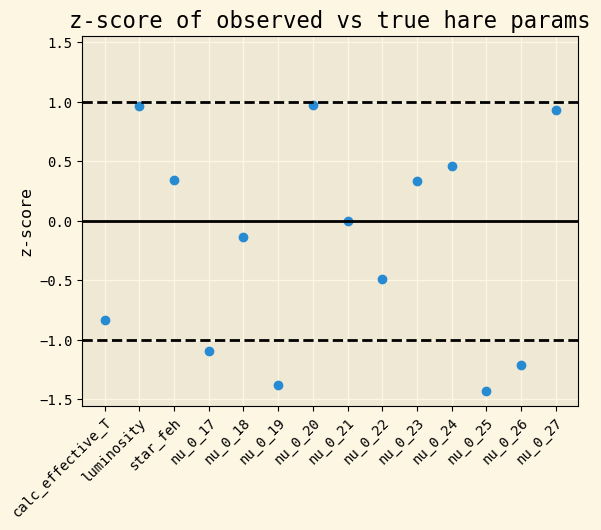 z-score of observed vs true hare params
z-score
1.5
1.0
0.5
0.0
−0.5
−1.0
−1.5
calc_effective_T
luminosity
star_feh
nu_0_17
nu_0_18
nu_0_19
nu_0_20
nu_0_21
nu_0_22
nu_0_23
nu_0_24
nu_0_25
nu_0_26
nu_0_27